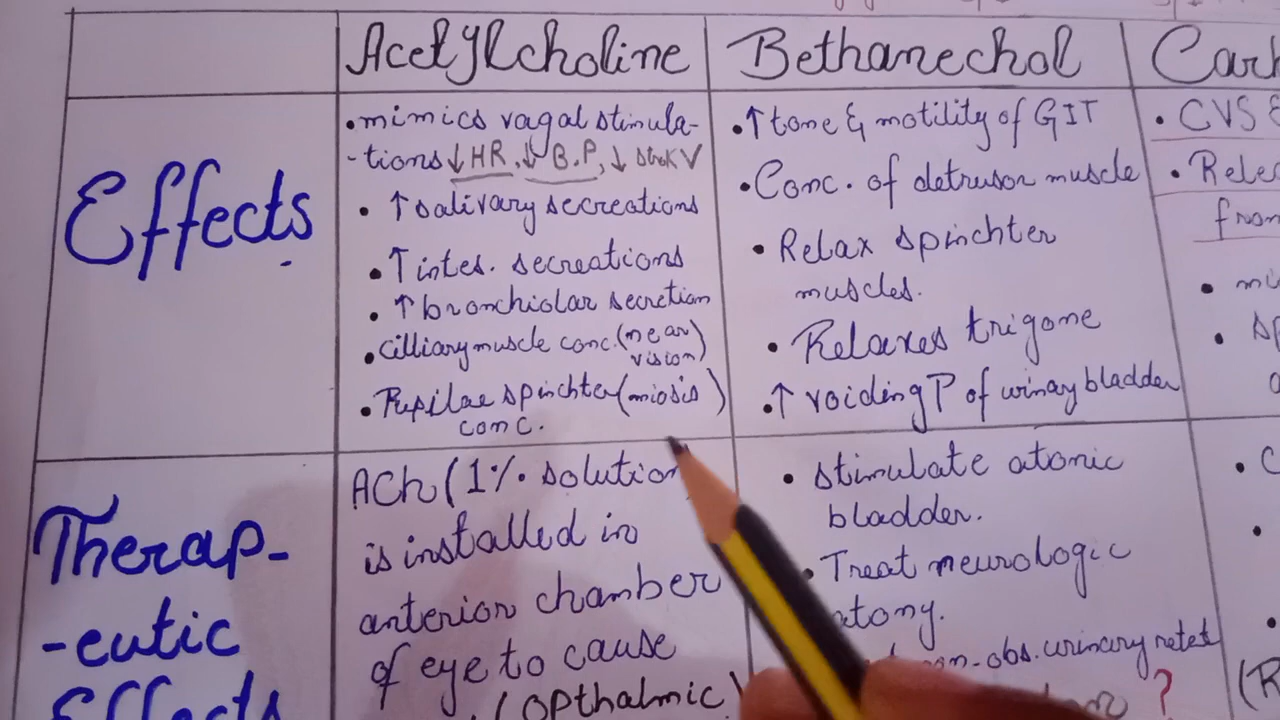 Acetylcholine
Bethanechol
Effects
•mimics vagal stimula-
-tions ↓HR, ↓ B.P, ↓ StrokV
• ↑salivary secreations
• ↑intes. secreations
• ↑bronchiolar secretion
•Cilliary muscle conc. (near
vision)
• Pupilae spinchter (miosis)
conc.
•↑ tone & motility of GIT
•Conc. of detruson muscle
• Relax spinchter
muscles.
• Relaxes trigone
•↑ voiding P of urinary bladder
• CVS &
• Rele
from
•
•
Therap-
-eutic
Effects
ACh (1% solution
is installed in
anterion chamber
of eye to cause
(Opthalmic)
• stimulate atonic
bladder.
• Treat neurologic
atony.
-obs. urinary retet
?
•
•
•
(R